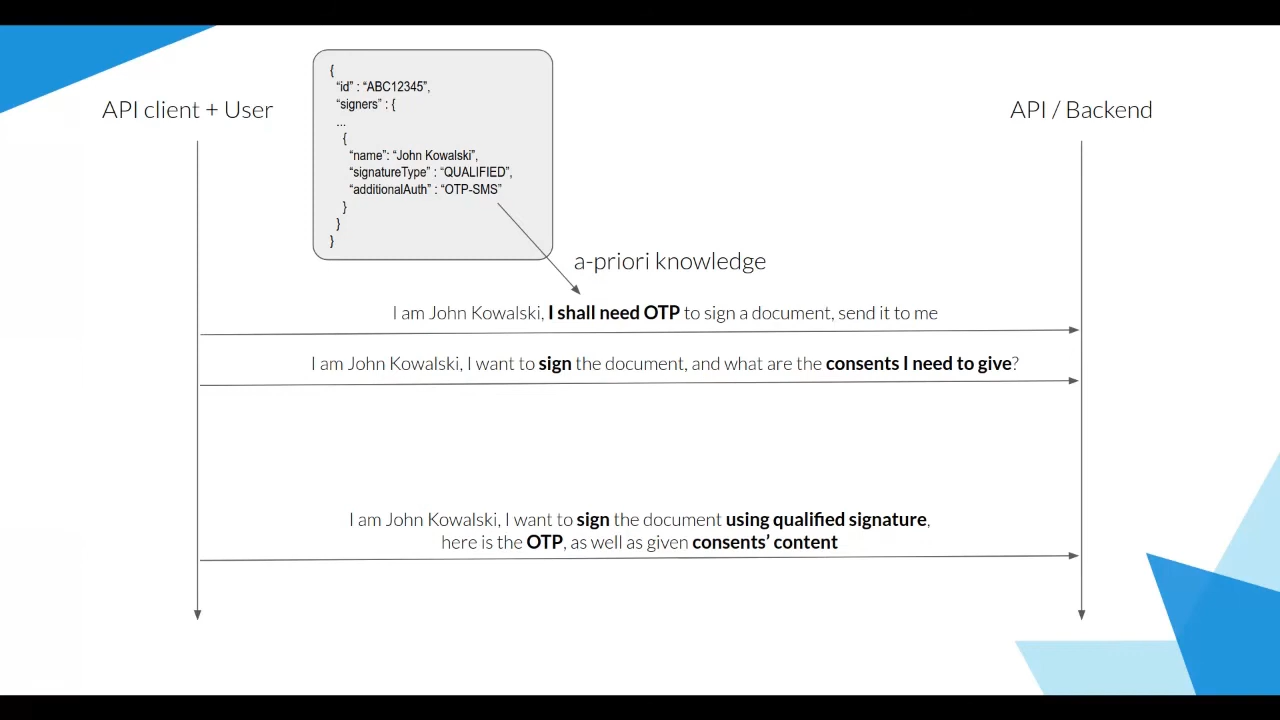 API client + User
{
"id" : “ABC12345”,
“signers” : {
...
{
“name”: “John Kowalski”,
“signatureType” : “QUALIFIED”,
“additionalAuth” : “OTP-SMS”
}
}
}
API / Backend
a-priori knowledge
I am John Kowalski, I shall need OTP to sign a document, send it to me
I am John Kowalski, I want to sign the document, and what are the consents I need to give?
I am John Kowalski, I want to sign the document using qualified signature,
here is the OTP, as well as given consents’ content